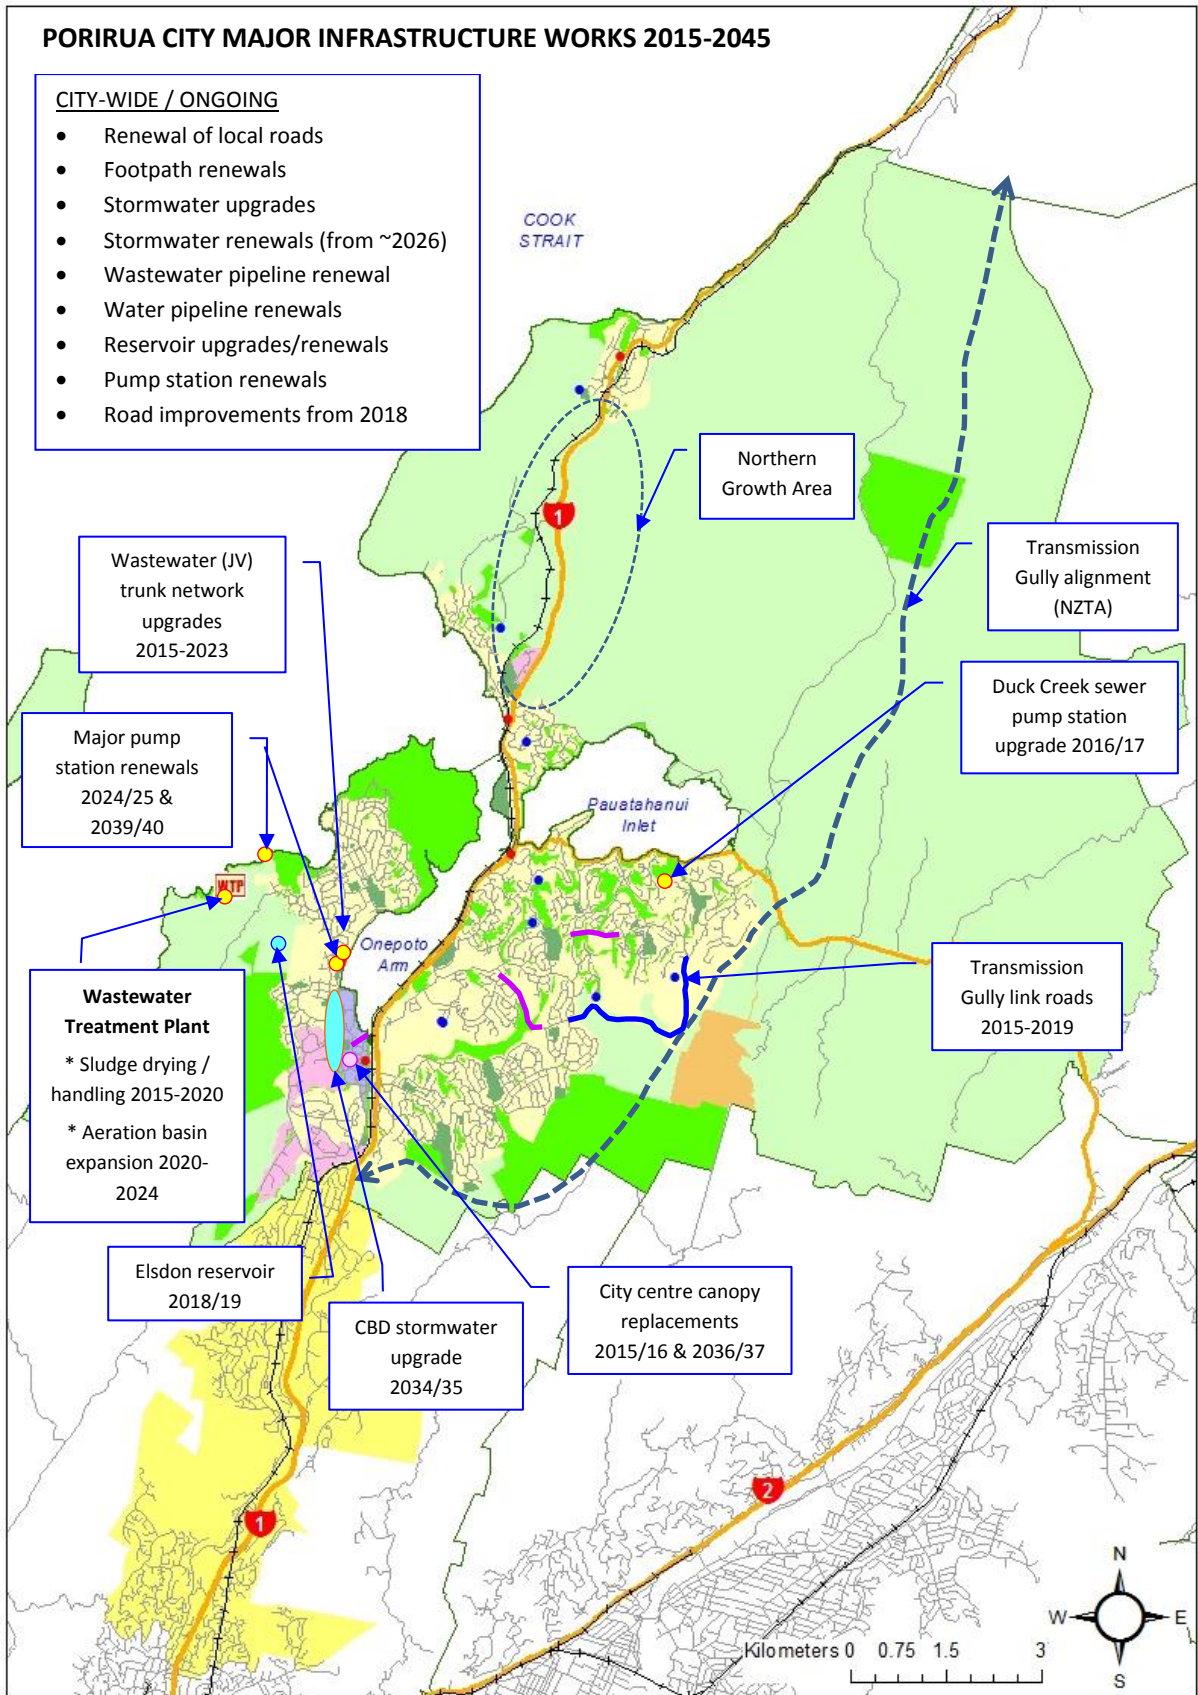 PORIRUA CITY MAJOR INFRASTRUCTURE WORKS 2015-2045
CITY-WIDE / ONGOING
• Renewal of local roads
• Footpath renewals
• Stormwater upgrades
• Stormwater renewals (from ~2026)
• Wastewater pipeline renewal
• Water pipeline renewals
• Reservoir upgrades/renewals
• Pump station renewals
• Road improvements from 2018
COOK
STRAIT
Northern
Growth Area
1
Wastewater (JV)
trunk network
upgrades
2015-2023
Transmission
Gully alignment
(NZTA)
Duck Creek sewer
pump station
upgrade 2016/17
Major pump
station renewals
2024/25 &
2039/40
Pauatahanui
Inlet
WTP
Onepoto
Arm
Transmission
Gully link roads
2015-2019
Wastewater
Treatment Plant
* Sludge drying /
handling 2015-2020
* Aeration basin
expansion 2020-
2024
Elsdon reservoir
2018/19
CBD stormwater
upgrade
2034/35
City centre canopy
replacements
2015/16 & 2036/37
2
1
N
W E
S
Kilometers 0 0.75 1.5 3